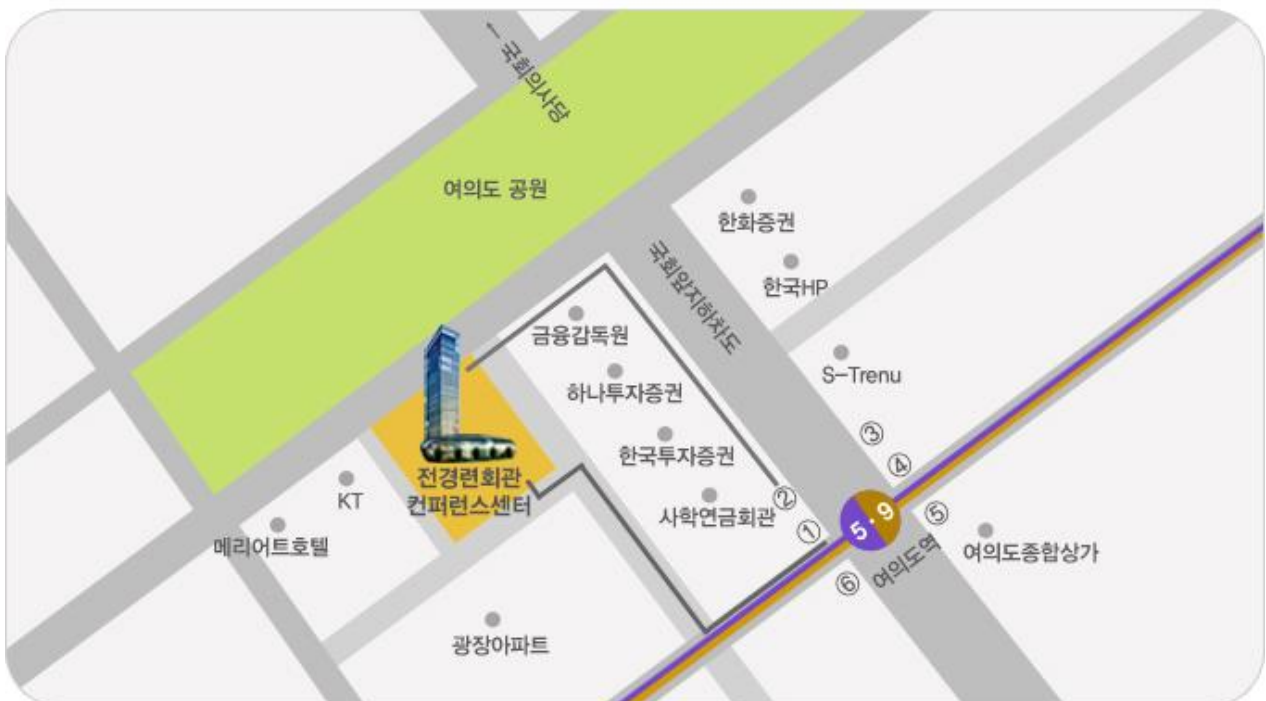 ← 국회의사당
여의도 공원
한화증권
국회앞지하차도
한국HP
금융감독원
S-Trenu
하나투자증권
③
한국투자증권
④
전경련회관
컨퍼런스센터
KT
②
사학연금회관
①
5·9
⑤
메리어트호텔
여의도역
여의도종합상가
⑥
광장아파트